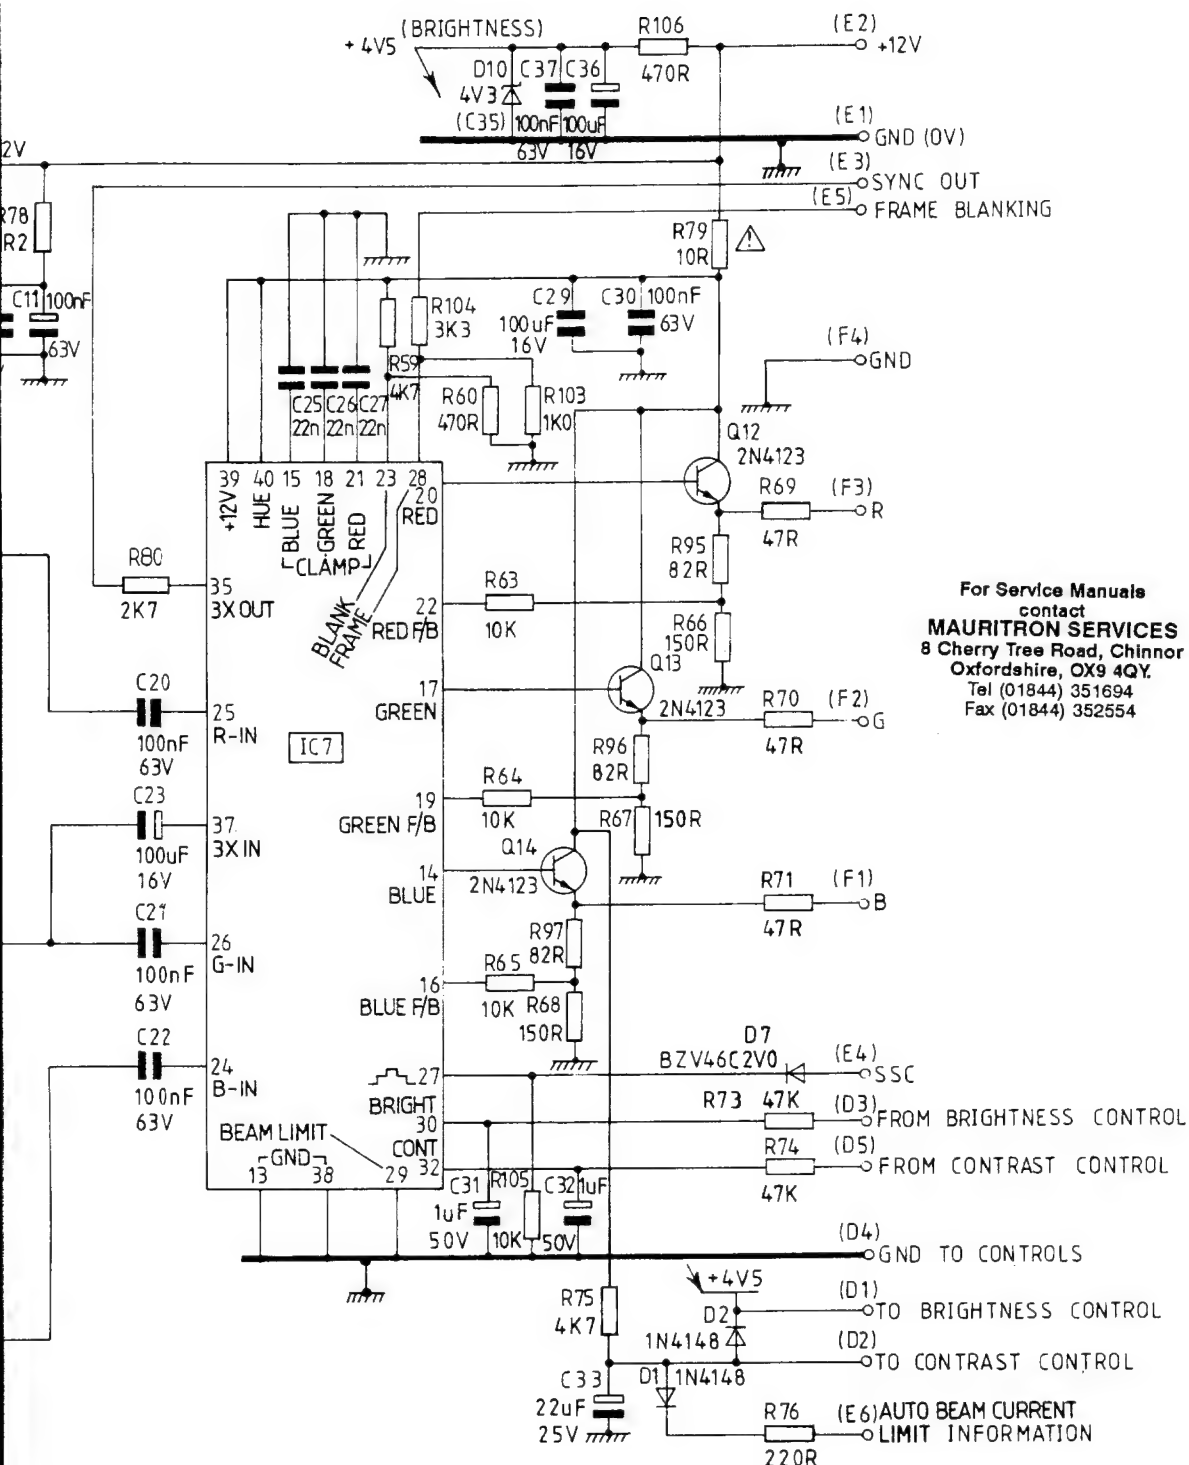 (BRIGHTNESS)
+4V5
R106
470R
(E2)
+12V
D10
4V3
C37
C36
(C35)
100nF
63V
100uF
16V
(E1)
GND (0V)
(E3)
SYNC OUT
(E5)
FRAME BLANKING
2V
R78
R2
C11
100nF
63V
R79
10R
R104
3K3
C29
100uF
16V
C30
100nF
63V
(F4)
GND
R59
4K7
R60
470R
R103
1K0
C25
22n
C26
22n
C27
22n
Q12
2N4123
39
40
15
18
21
23
28
+12V
HUE
BLUE
GREEN
RED
CLAMP
BLANK
FRAME
20
RED
R69
47R
(F3)
R
R95
82R
R80
2K7
35
3X OUT
22
RED F/B
R63
10K
R66
150R
For Service Manuals
contact
MAURITRON SERVICES
8 Cherry Tree Road, Chinnor
Oxfordshire, OX9 4QY.
Tel (01844) 351694
Fax (01844) 352554
Q13
2N4123
C20
100nF
63V
25
R-IN
17
GREEN
R70
47R
(F2)
G
IC7
R96
82R
C23
100uF
16V
37
3X IN
19
GREEN F/B
R64
10K
R67
150R
Q14
2N4123
14
BLUE
R71
47R
(F1)
B
C21
100nF
63V
26
G-IN
R97
82R
16
BLUE F/B
R65
10K
R68
150R
C22
100nF
63V
24
B-IN
27
D7
BZV46C2V0
(E4)
SSC
BRIGHT
30
R73
47K
(D3)
FROM BRIGHTNESS CONTROL
BEAM LIMIT
GND
13
38
29
CONT
32
R74
47K
(D5)
FROM CONTRAST CONTROL
C31
1uF
50V
R105
10K
C32
1uF
50V
(D4)
GND TO CONTROLS
R75
4K7
+4V5
(D1)
TO BRIGHTNESS CONTROL
D2
1N4148
(D2)
TO CONTRAST CONTROL
C33
22uF
25V
D1
1N4148
R76
220R
(E6)
AUTO BEAM CURRENT
LIMIT INFORMATION